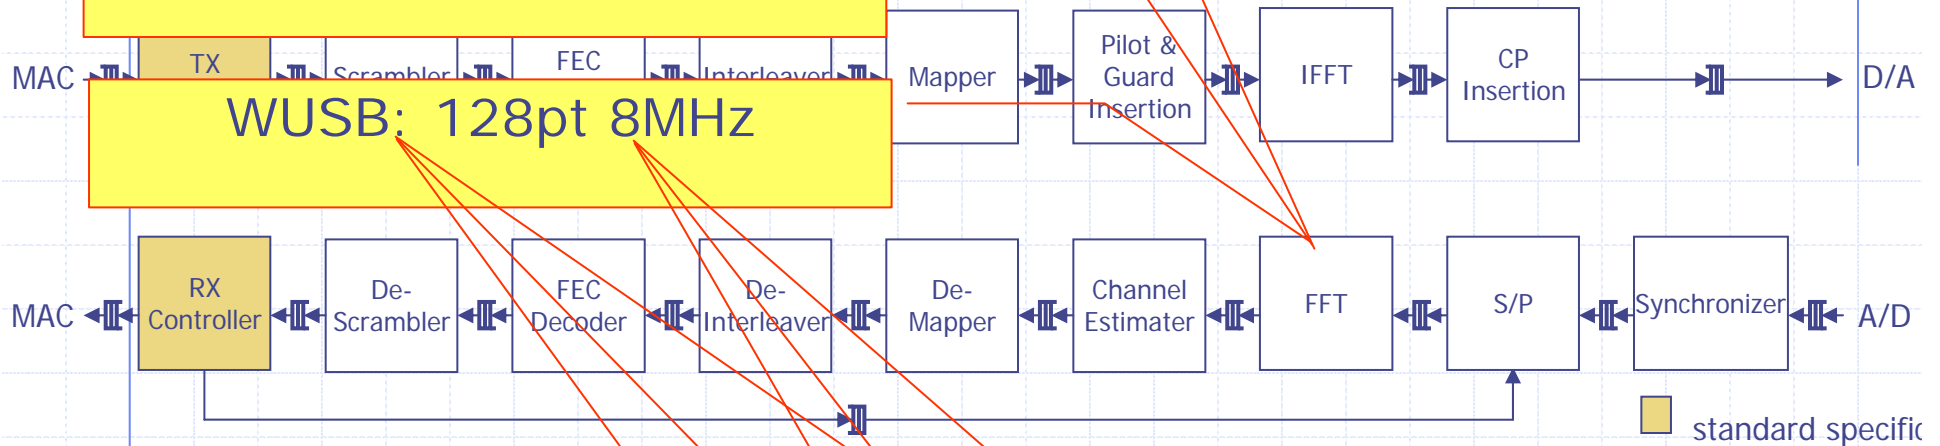 MAC
TX
Scrambler
FEC
Interleaver
Mapper
Pilot &
Guard
Insertion
IFFT
CP
Insertion
D/A
WUSB: 128pt 8MHz
MAC
RX
Controller
De-
Scrambler
FEC
Decoder
De-
Interleaver
De-
Mapper
Channel
Estimater
FFT
S/P
Synchronizer
A/D
standard specific